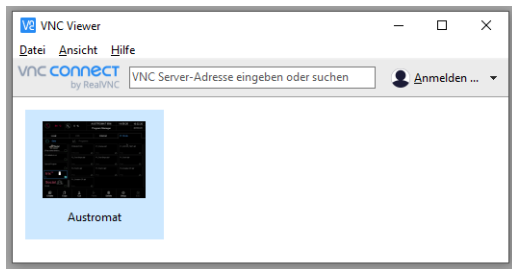 VNC Viewer
Datei Ansicht Hilfe
vnc connect
by RealVNC
VNC Server-Adresse eingeben oder suchen
Anmelden ...
Austromat